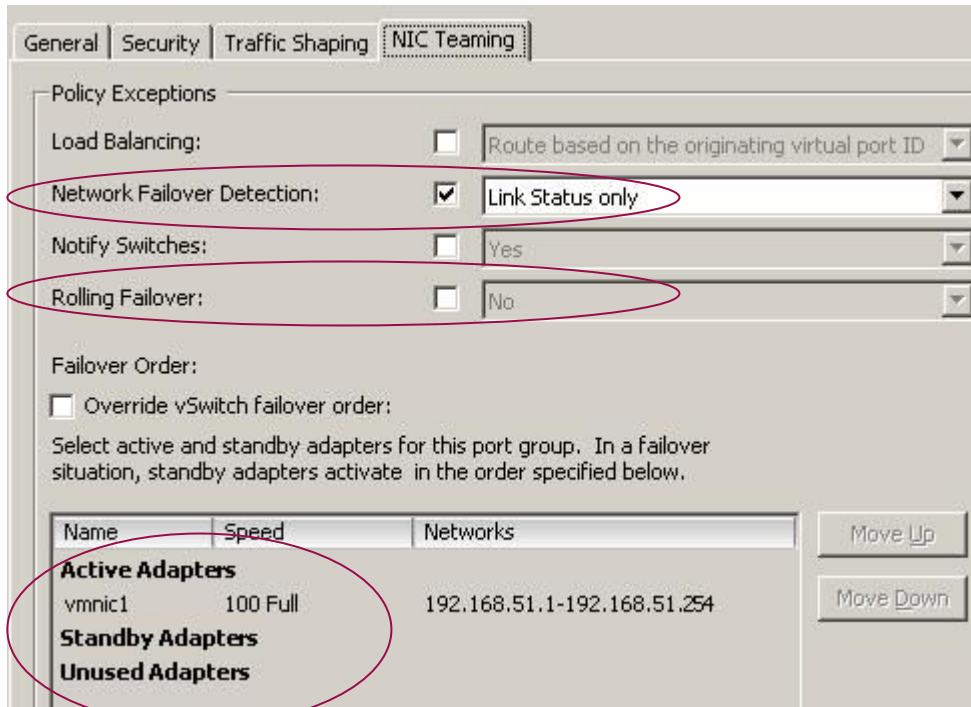 General Security Traffic Shaping NIC Teaming
Policy Exceptions
Load Balancing: Route based on the originating virtual port ID
Network Failover Detection: Link Status only
Notify Switches: Yes
Rolling Failover: No
Failover Order:
Override vSwitch failover order:
Select active and standby adapters for this port group. In a failover
situation, standby adapters activate in the order specified below.
Name Speed Networks Move Up
Active Adapters
vmnic1 100 Full 192.168.51.1-192.168.51.254 Move Down
Standby Adapters
Unused Adapters